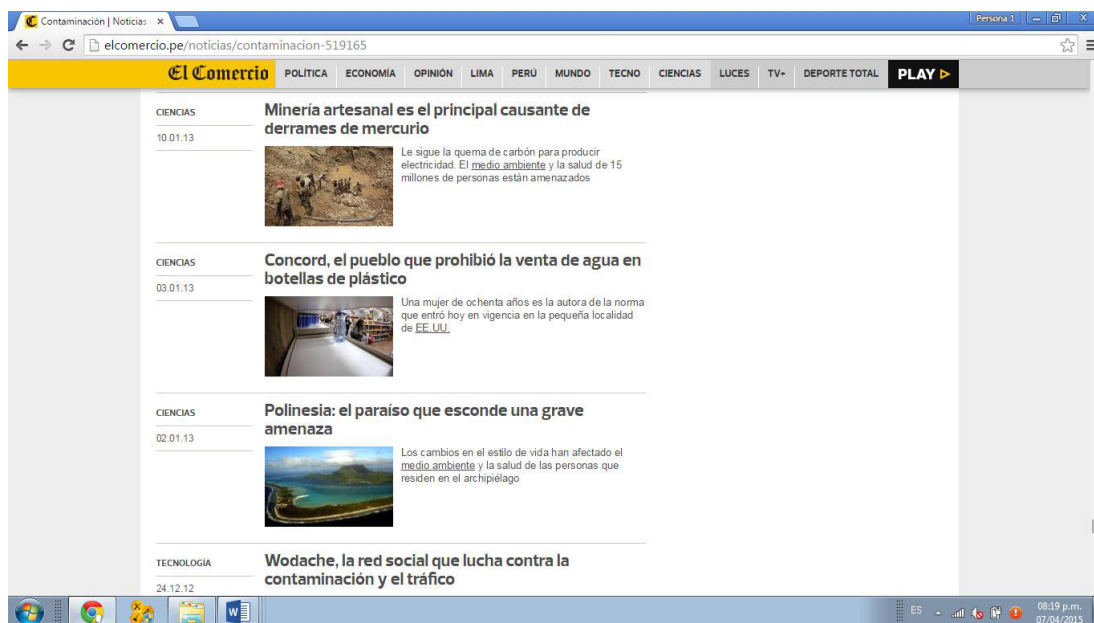 Contaminación | Noticias
Persona 1
elcomercio.pe/noticias/contaminacion-519165
El Comercio POLÍTICA ECONOMÍA OPINIÓN LIMA PERÚ MUNDO TECNO CIENCIAS LUCES TV+ DEPORTE TOTAL PLAY
CIENCIAS
10.01.13
Minería artesanal es el principal causante de
derrames de mercurio
Le sigue la quema de carbón para producir
electricidad. El medio ambiente y la salud de 15
millones de personas están amenazados
CIENCIAS
03.01.13
Concord, el pueblo que prohibió la venta de agua en
botellas de plástico
Una mujer de ochenta años es la autora de la norma
que entró hoy en vigencia en la pequeña localidad
de EE.UU.
CIENCIAS
02.01.13
Polinesia: el paraíso que esconde una grave
amenaza
Los cambios en el estilo de vida han afectado el
medio ambiente y la salud de las personas que
residen en el archipiélago
TECNOLOGÍA
24.12.12
Wodache, la red social que lucha contra la
contaminación y el tráfico
ES
08:19 p.m.
07/04/2015